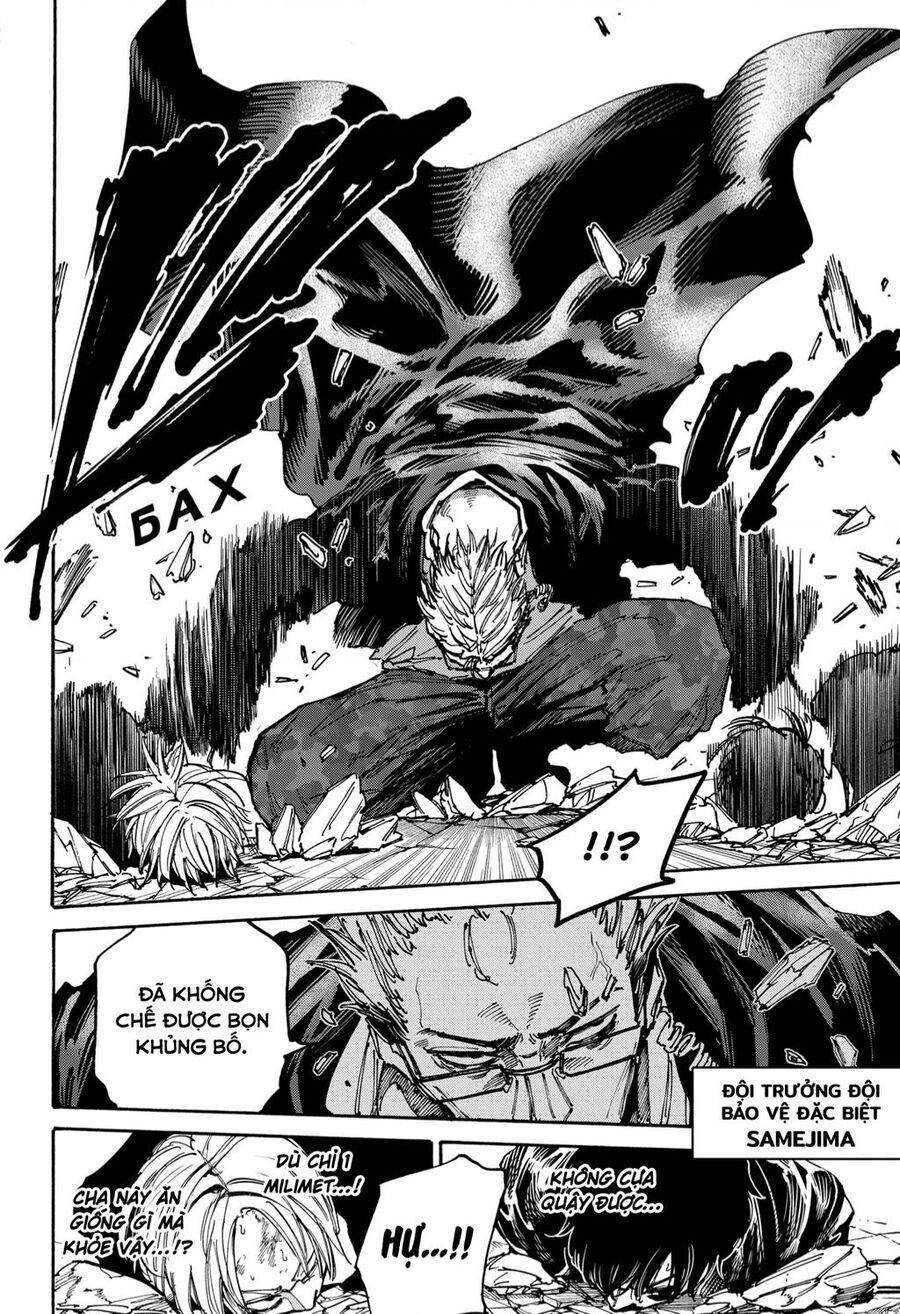 БАХ
!!?
ĐÃ KHỐNG
CHẾ ĐƯỢC BỌN
KHỦNG BỐ.
ĐỘI TRƯỞNG ĐỘI
BẢO VỆ ĐẶC BIỆT
SAMEJIMA
CHA NÀY ĂN
GIỐNG GÌ MÀ
KHỎE VẬY...!?
DÙ CHỈ 1
MILIMET...!
HỰ...!!
KHÔNG CỰA
QUẬY ĐƯỢC...